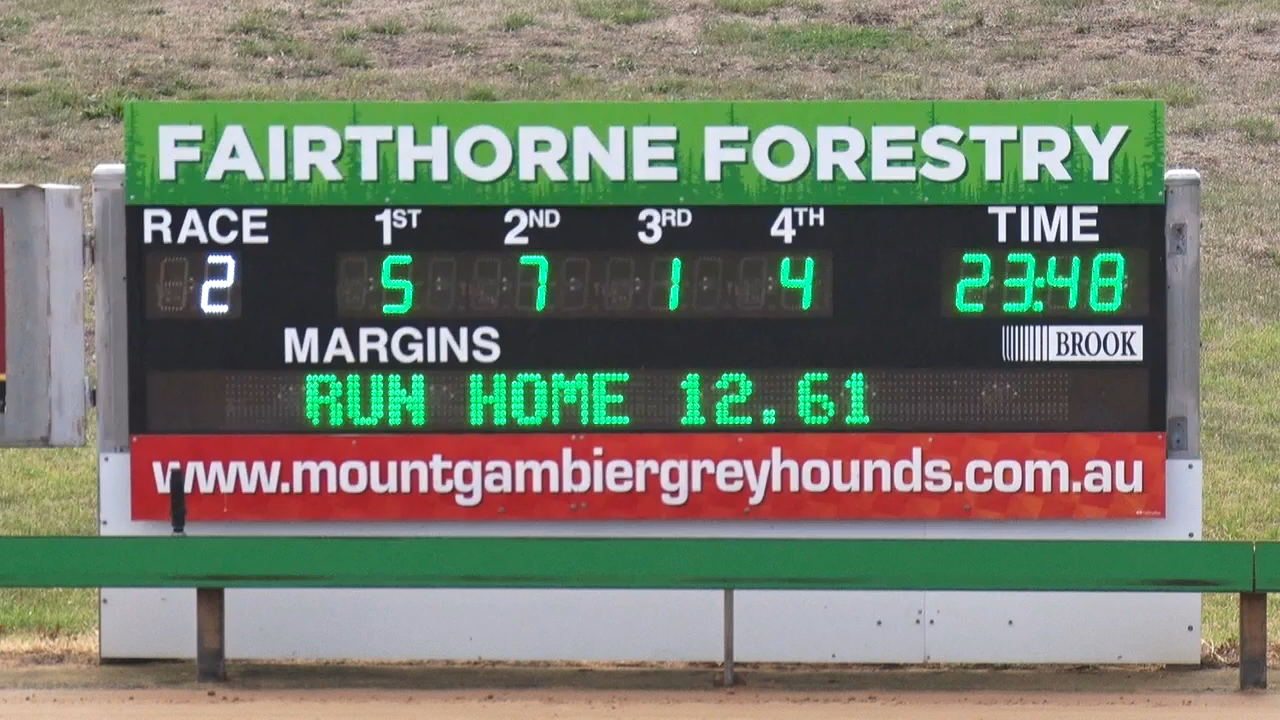 FAIRTHORNE FORESTRY
RACE 1ST 2ND 3RD 4TH TIME
2 5 7 1 4 23:48
MARGINS BROOK
RUN HOME 12.61
www.mountgambiergreyhounds.com.au